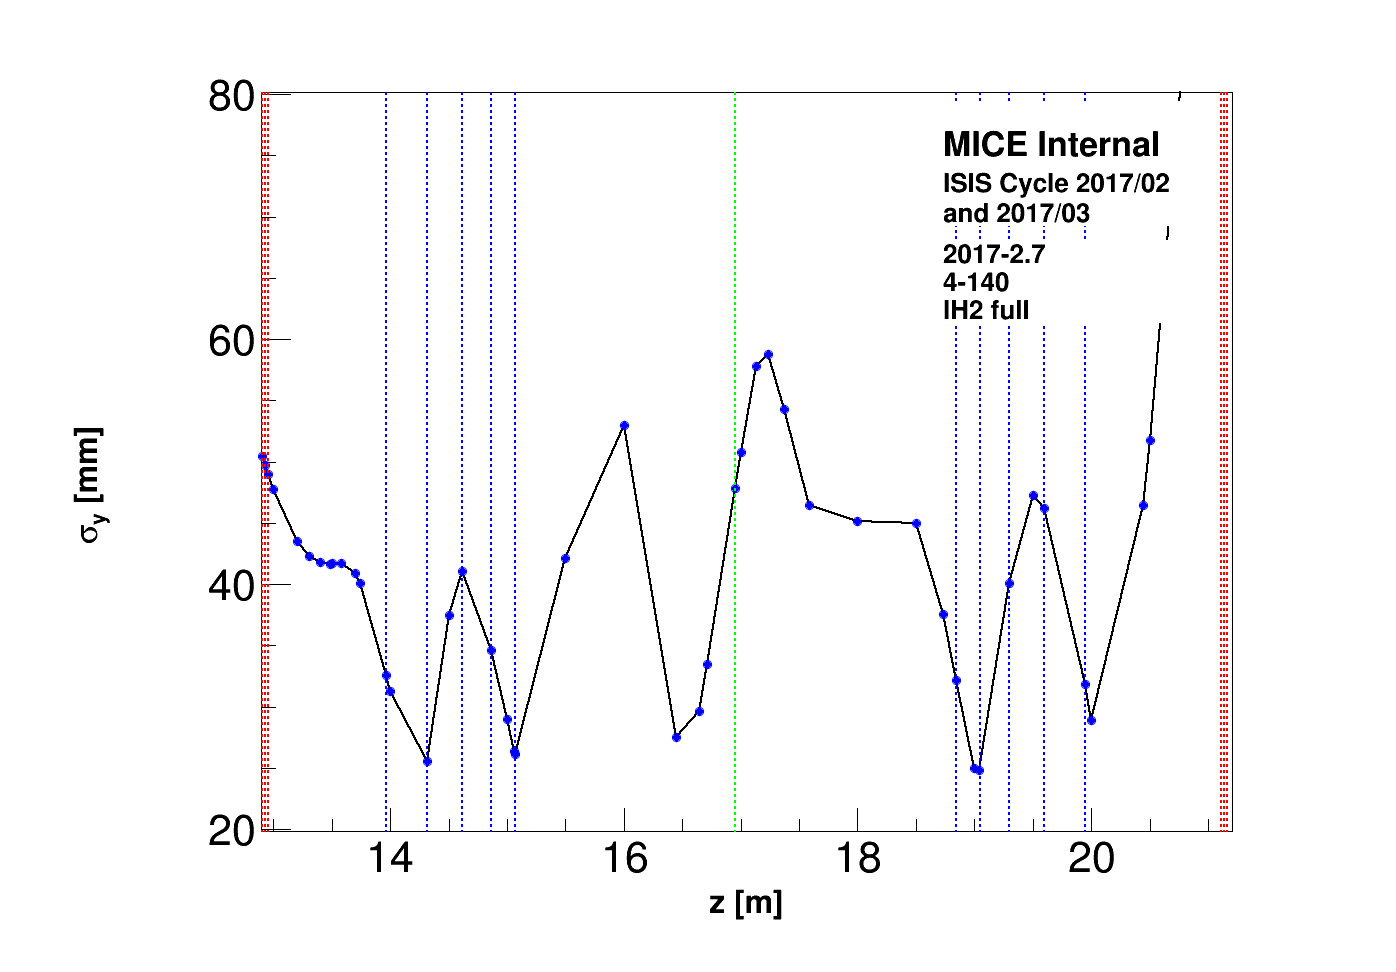 80
60
40
20
σy [mm]
MICE Internal
ISIS Cycle 2017/02
and 2017/03
2017-2.7
4-140
IH2 full
14
16
18
20
z [m]